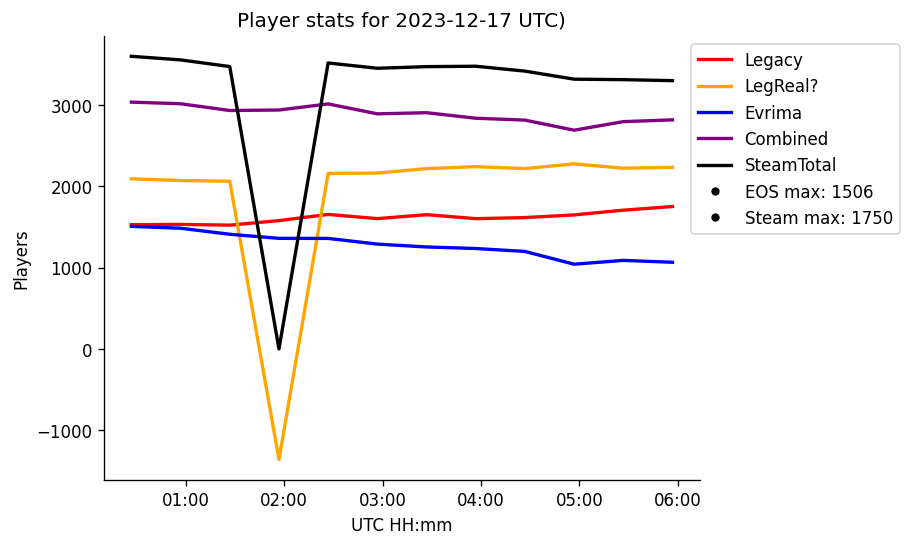 Player stats for 2023-12-17 UTC)
Legacy
LegReal?
Evrima
Combined
SteamTotal
EOS max: 1506
Steam max: 1750
Players
3000
2000
1000
0
−1000
01:00 02:00 03:00 04:00 05:00 06:00
UTC HH:mm